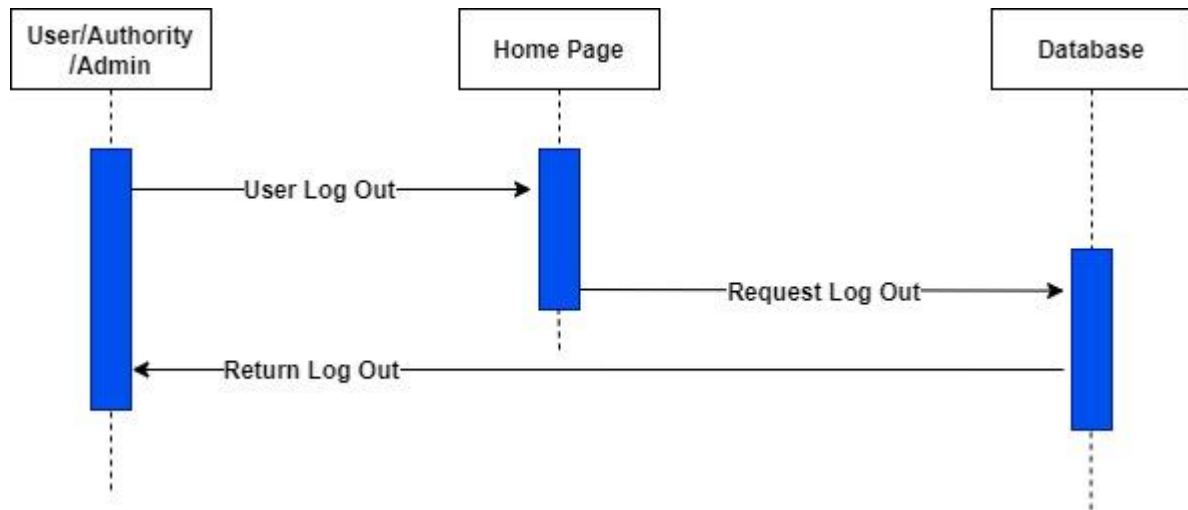 User/Authority
/Admin
Home Page
Database
User Log Out
Request Log Out
Return Log Out